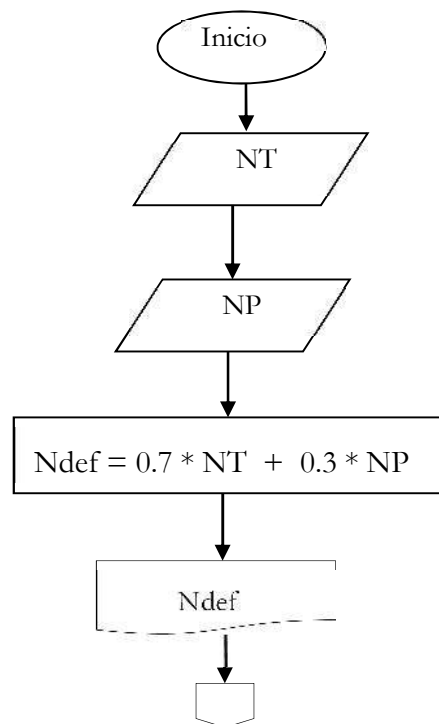 Inicio
NT
NP
Ndef = 0.7 * NT + 0.3 * NP
Ndef